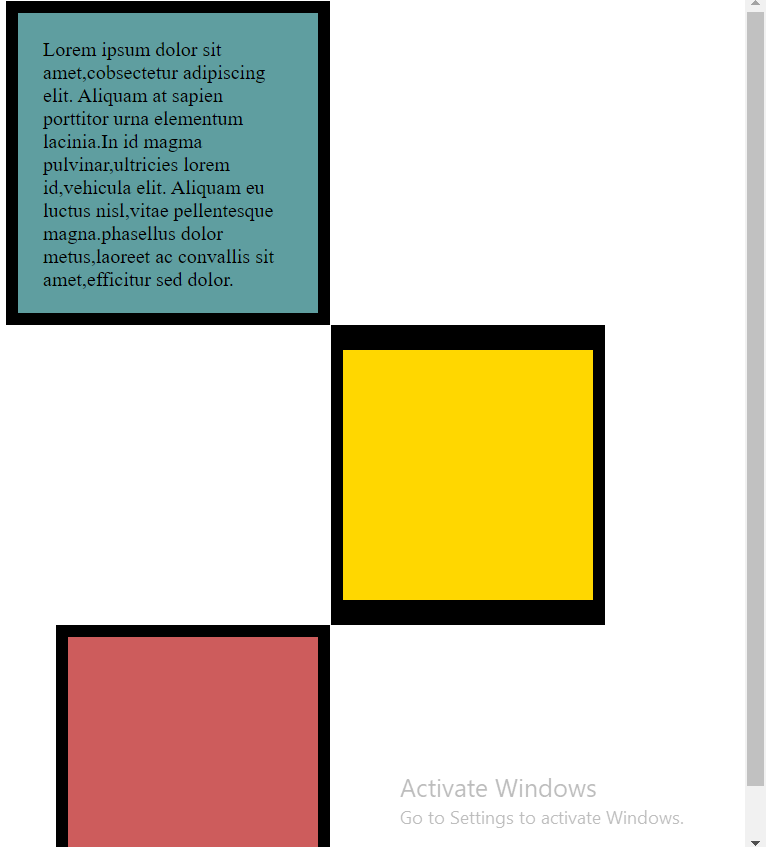 Lorem ipsum dolor sit
amet,cobsectetur adipiscing
elit. Aliquam at sapien
porttitor urna elementum
lacinia.In id magma
pulvinar,ultricies lorem
id,vehicula elit. Aliquam eu
luctus nisl,vitae pellentesque
magna.phasellus dolor
metus,laoreet ac convallis sit
amet,efficitur sed dolor.
Activate Windows
Go to Settings to activate Windows.